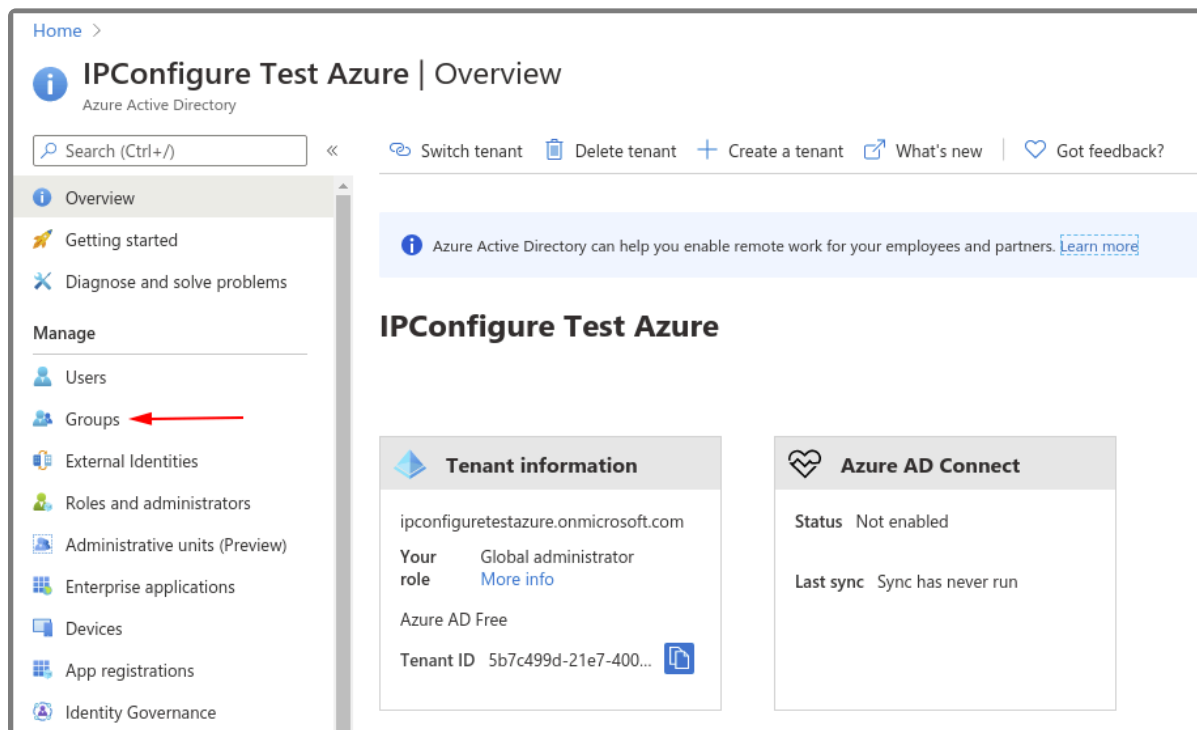 Home >
IPConfigure Test Azure | Overview
Azure Active Directory
Search (Ctrl+/)
«
Switch tenant
Delete tenant
Create a tenant
What's new
Got feedback?
Overview
Getting started
Diagnose and solve problems
Manage
Users
Groups
External Identities
Roles and administrators
Administrative units (Preview)
Enterprise applications
Devices
App registrations
Identity Governance
Azure Active Directory can help you enable remote work for your employees and partners. Learn more
IPConfigure Test Azure
Tenant information
ipconfiguretestazure.onmicrosoft.com
Your role Global administrator
More info
Azure AD Free
Tenant ID 5b7c499d-21e7-400...
Azure AD Connect
Status Not enabled
Last sync Sync has never run